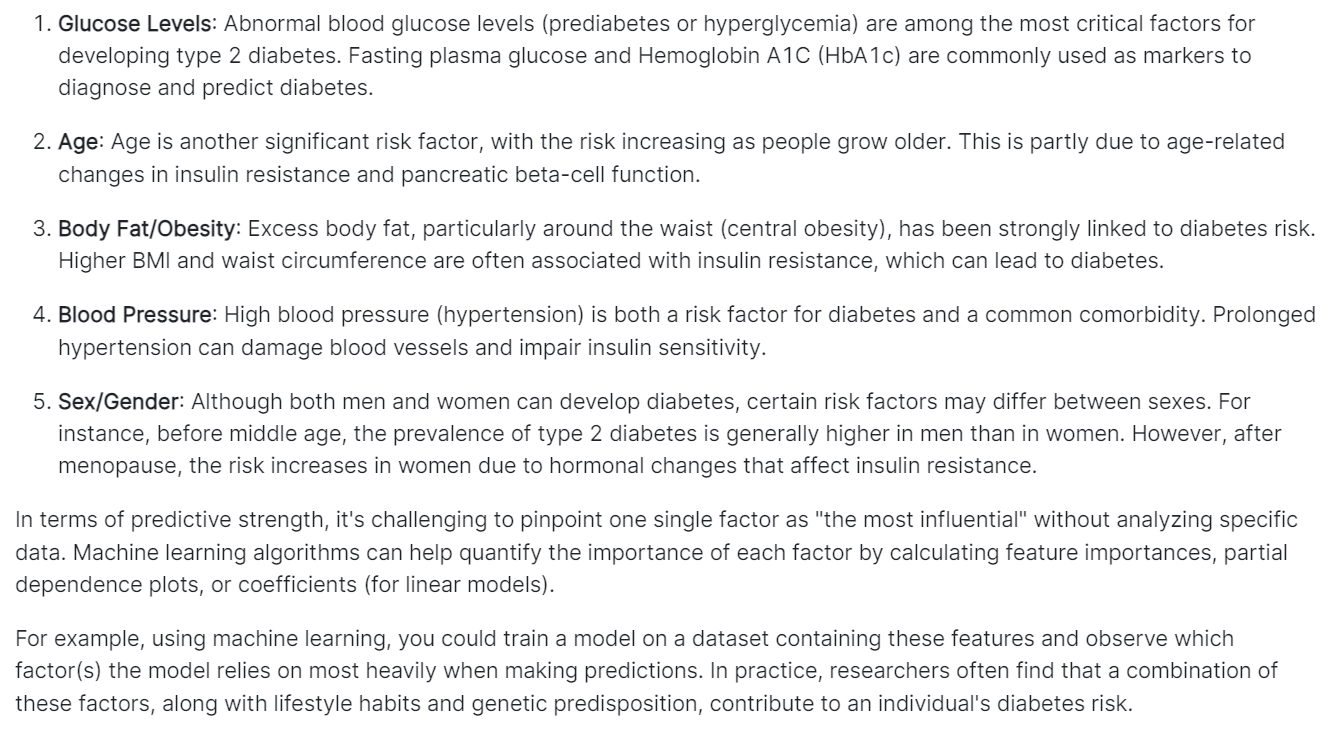 1. Glucose Levels: Abnormal blood glucose levels (prediabetes or hyperglycemia) are among the most critical factors for
developing type 2 diabetes. Fasting plasma glucose and Hemoglobin A1C (HbA1c) are commonly used as markers to
diagnose and predict diabetes.
2. Age: Age is another significant risk factor, with the risk increasing as people grow older. This is partly due to age-related
changes in insulin resistance and pancreatic beta-cell function.
3. Body Fat/Obesity: Excess body fat, particularly around the waist (central obesity), has been strongly linked to diabetes risk.
Higher BMI and waist circumference are often associated with insulin resistance, which can lead to diabetes.
4. Blood Pressure: High blood pressure (hypertension) is both a risk factor for diabetes and a common comorbidity. Prolonged
hypertension can damage blood vessels and impair insulin sensitivity.
5. Sex/Gender: Although both men and women can develop diabetes, certain risk factors may differ between sexes. For
instance, before middle age, the prevalence of type 2 diabetes is generally higher in men than in women. However, after
menopause, the risk increases in women due to hormonal changes that affect insulin resistance.
In terms of predictive strength, it's challenging to pinpoint one single factor as "the most influential" without analyzing specific
data. Machine learning algorithms can help quantify the importance of each factor by calculating feature importances, partial
dependence plots, or coefficients (for linear models).
For example, using machine learning, you could train a model on a dataset containing these features and observe which
factor(s) the model relies on most heavily when making predictions. In practice, researchers often find that a combination of
these factors, along with lifestyle habits and genetic predisposition, contribute to an individual's diabetes risk.